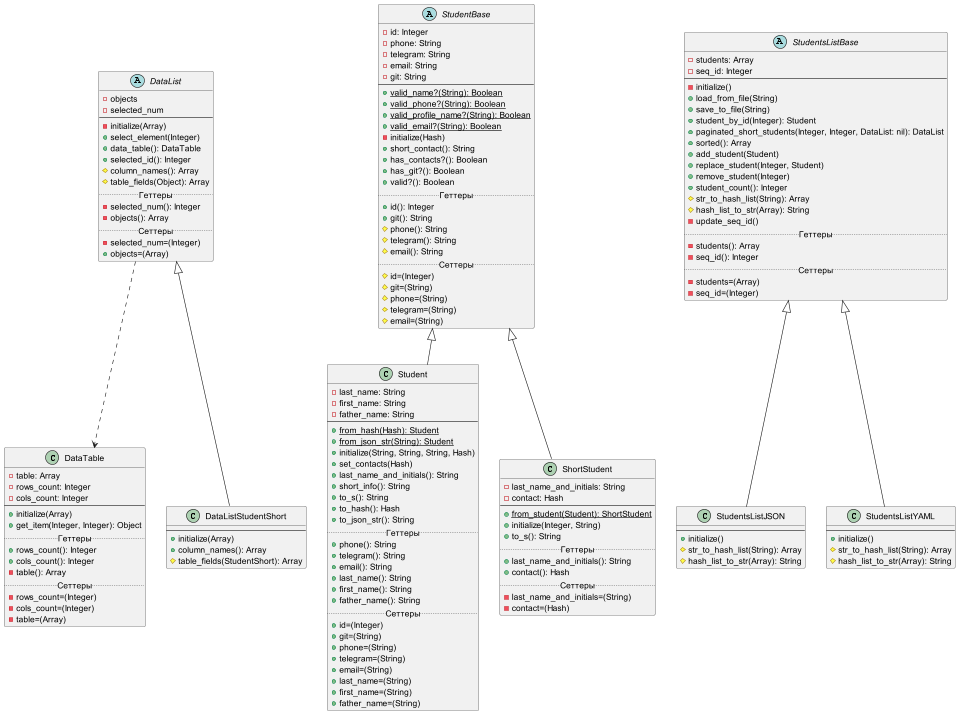 A DataList
objects
selected_num
initialize(Array)
select_element(Integer)
data_table(): DataTable
selected_id(): Integer
column_names(): Array
table_fields(Object): Array
Геттеры
selected_num(): Integer
objects(): Array
Сеттеры
selected_num=(Integer)
objects=(Array)
A StudentBase
id: Integer
phone: String
telegram: String
email: String
git: String
valid_name?(String): Boolean
valid_phone?(String): Boolean
valid_profile_name?(String): Boolean
valid_email?(String): Boolean
initialize(Hash)
short_contact(): String
has_contacts?(): Boolean
has_git?(): Boolean
valid?(): Boolean
Геттеры
id(): Integer
git(): String
phone(): String
telegram(): String
email(): String
Сеттеры
id=(Integer)
git=(String)
phone=(String)
telegram=(String)
email=(String)
A StudentsListBase
students: Array
seq_id: Integer
initialize()
load_from_file(String)
save_to_file(String)
student_by_id(Integer): Student
paginated_short_students(Integer, Integer, DataList: nil): DataList
sorted(): Array
add_student(Student)
replace_student(Integer, Student)
remove_student(Integer)
student_count(): Integer
str_to_hash_list(String): Array
hash_list_to_str(Array): String
update_seq_id()
Геттеры
students(): Array
seq_id(): Integer
Сеттеры
students=(Array)
seq_id=(Integer)
C DataTable
table: Array
rows_count: Integer
cols_count: Integer
initialize(Array)
get_item(Integer, Integer): Object
Геттеры
rows_count(): Integer
cols_count(): Integer
table(): Array
Сеттеры
rows_count=(Integer)
cols_count=(Integer)
table=(Array)
C DataListStudentShort
initialize(Array)
column_names(): Array
table_fields(StudentShort): Array
C Student
last_name: String
first_name: String
father_name: String
from_hash(Hash): Student
from_json_str(String): Student
initialize(String, String, String, Hash)
set_contacts(Hash)
last_name_and_initials(): String
short_info(): String
to_s(): String
to_hash(): Hash
to_json_str(): String
Геттеры
phone(): String
telegram(): String
email(): String
last_name(): String
first_name(): String
father_name(): String
Сеттеры
id=(Integer)
git=(String)
phone=(String)
telegram=(String)
email=(String)
last_name=(String)
first_name=(String)
father_name=(String)
C ShortStudent
last_name_and_initials: String
contact: Hash
from_student(Student): ShortStudent
initialize(Integer, String)
to_s(): String
Геттеры
last_name_and_initials(): String
contact(): Hash
Сеттеры
last_name_and_initials=(String)
contact=(Hash)
C StudentsListJSON
initialize()
str_to_hash_list(String): Array
hash_list_to_str(Array): String
C StudentsListYAML
initialize()
str_to_hash_list(String): Array
hash_list_to_str(Array): String